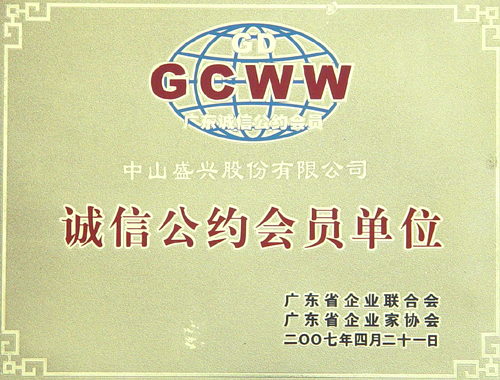 GD
GCWW
广东诚信公约会员
中山盛兴股份有限公司
诚信公约会员单位
广东省企业联合会
广东省企业家协会
二〇〇七年四月二十一日